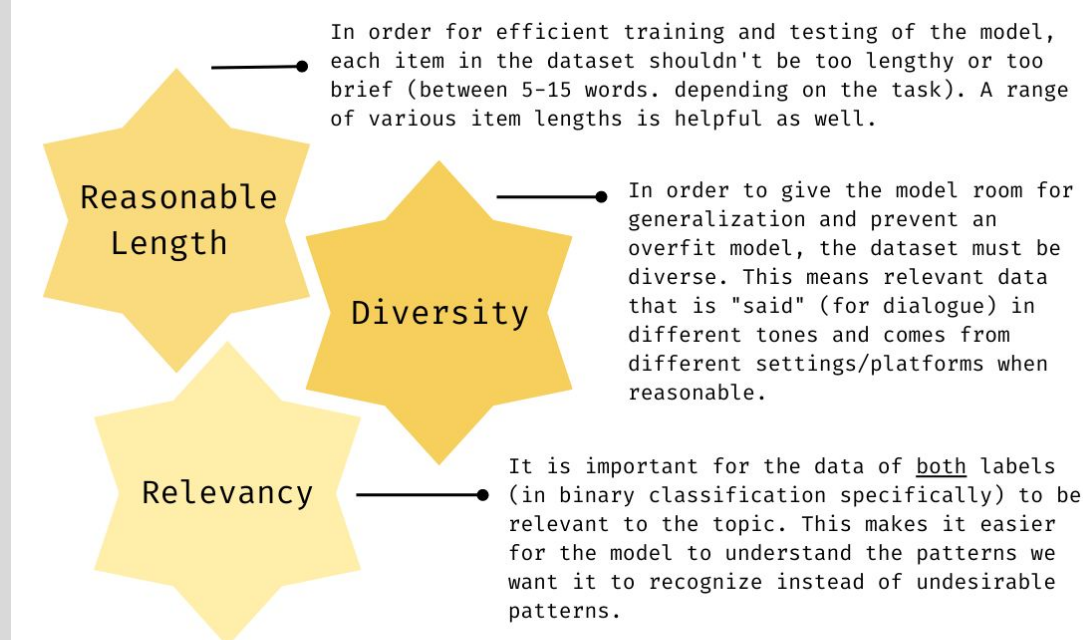 In order for efficient training and testing of the model,
each item in the dataset shouldn't be too lengthy or too
brief (between 5-15 words. depending on the task). A range
of various item lengths is helpful as well.
Reasonable
Length
In order to give the model room for
generalization and prevent an
overfit model, the dataset must be
diverse. This means relevant data
that is "said" (for dialogue) in
different tones and comes from
different settings/platforms when
reasonable.
Diversity
It is important for the data of both labels
(in binary classification specifically) to be
relevant to the topic. This makes it easier
for the model to understand the patterns we
want it to recognize instead of undesirable
patterns.
Relevancy